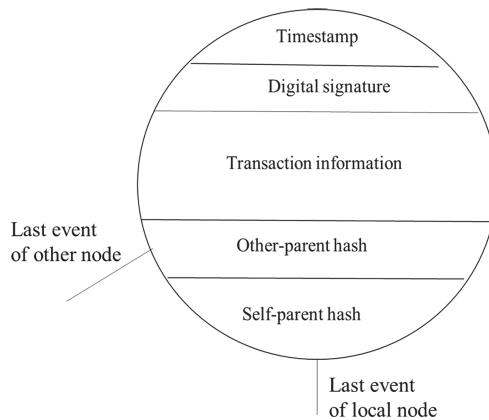 Timestamp
Digital signature
Transaction information
Last event
of other node
Other-parent hash
Self-parent hash
Last event
of local node